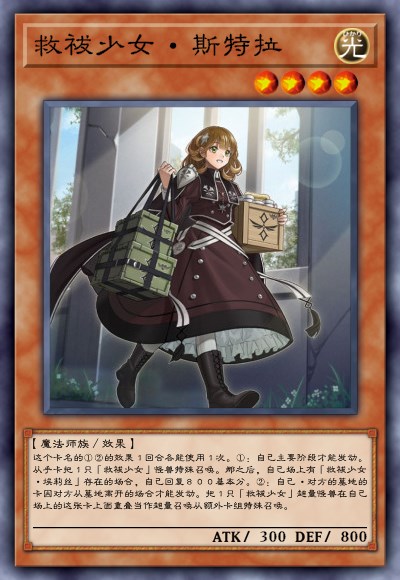 救祓少女·斯特拉
ひかり
光
【魔法师族/效果】
这个卡名的①②的效果1回合各能使用1次。①：自己主要阶段才能发动。
从手卡把1只「救祓少女」怪兽特殊召唤。那之后，自己场上有「救祓少女
·埃莉丝」存在的场合，自己回复800基本分。②：自己·对方的墓地的
卡因对方从墓地离开的场合才能发动。把1只「救祓少女」超量怪兽在自己
场上的这张卡上面重叠当作超量召唤从额外卡组特殊召唤。
ATK/ 300 DEF/ 800